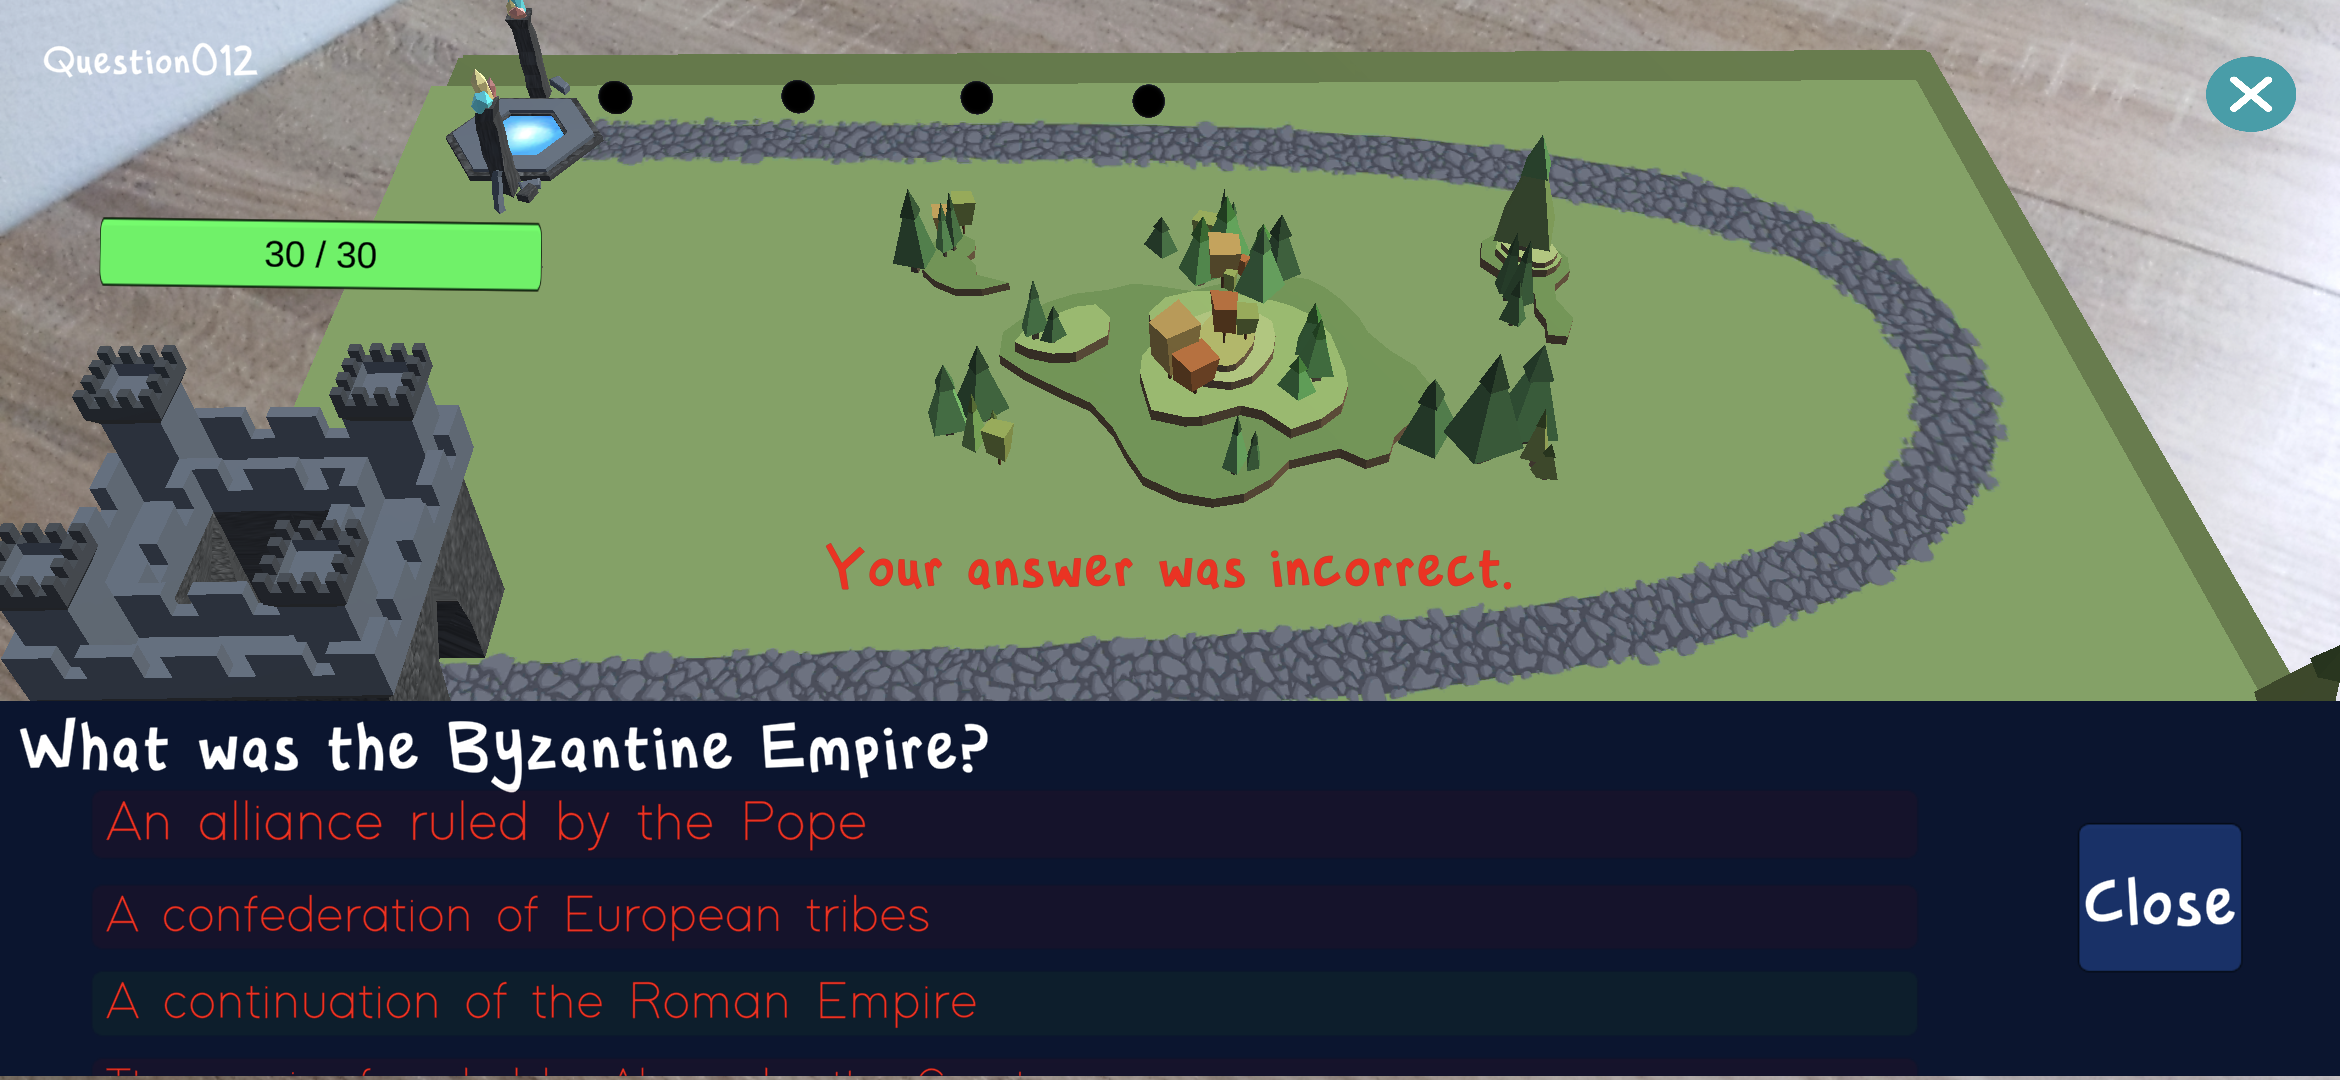 Question012
30 / 30
Your answer was incorrect.
What was the Byzantine Empire?
An alliance ruled by the Pope
A confederation of European tribes
Close
A continuation of the Roman Empire